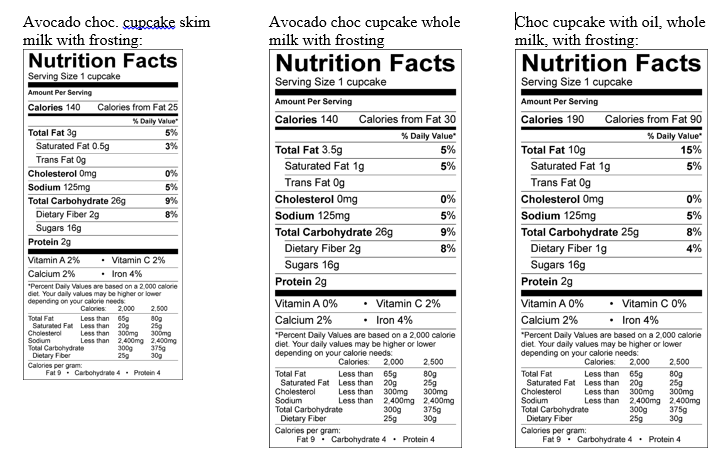 Avocado choc. cupcake skim
milk with frosting:
Nutrition Facts
Serving Size 1 cupcake
Amount Per Serving
Calories 140 Calories from Fat 25
% Daily Value*
Total Fat 3g 5%
Saturated Fat 0.5g 3%
Trans Fat 0g
Cholesterol 0mg 0%
Sodium 125mg 5%
Total Carbohydrate 26g 9%
Dietary Fiber 2g 8%
Sugars 16g
Protein 2g
Vitamin A 2% • Vitamin C 2%
Calcium 2% • Iron 4%
*Percent Daily Values are based on a 2,000 calorie
diet. Your daily values may be higher or lower
depending on your calorie needs:
Calories: 2,000 2,500
Total Fat Less than 65g 80g
Saturated Fat Less than 20g 25g
Cholesterol Less than 300mg 300mg
Sodium Less than 2,400mg 2,400mg
Total Carbohydrate 300g 375g
Dietary Fiber 25g 30g
Calories per gram:
Fat 9 • Carbohydrate 4 • Protein 4
Avocado choc cupcake whole
milk with frosting
Nutrition Facts
Serving Size 1 cupcake
Amount Per Serving
Calories 140 Calories from Fat 30
% Daily Value*
Total Fat 3.5g 5%
Saturated Fat 1g 5%
Trans Fat 0g
Cholesterol 0mg 0%
Sodium 125mg 5%
Total Carbohydrate 26g 9%
Dietary Fiber 2g 8%
Sugars 16g
Protein 2g
Vitamin A 0% • Vitamin C 2%
Calcium 2% • Iron 4%
*Percent Daily Values are based on a 2,000 calorie
diet. Your daily values may be higher or lower
depending on your calorie needs:
Calories: 2,000 2,500
Total Fat Less than 65g 80g
Saturated Fat Less than 20g 25g
Cholesterol Less than 300mg 300mg
Sodium Less than 2,400mg 2,400mg
Total Carbohydrate 300g 375g
Dietary Fiber 25g 30g
Calories per gram:
Fat 9 • Carbohydrate 4 • Protein 4
Choc cupcake with oil, whole
milk, with frosting:
Nutrition Facts
Serving Size 1 cupcake
Amount Per Serving
Calories 190 Calories from Fat 90
% Daily Value*
Total Fat 10g 15%
Saturated Fat 1g 5%
Trans Fat 0g
Cholesterol 0mg 0%
Sodium 125mg 5%
Total Carbohydrate 25g 8%
Dietary Fiber 1g 4%
Sugars 16g
Protein 2g
Vitamin A 0% • Vitamin C 0%
Calcium 2% • Iron 4%
*Percent Daily Values are based on a 2,000 calorie
diet. Your daily values may be higher or lower
depending on your calorie needs:
Calories: 2,000 2,500
Total Fat Less than 65g 80g
Saturated Fat Less than 20g 25g
Cholesterol Less than 300mg 300mg
Sodium Less than 2,400mg 2,400mg
Total Carbohydrate 300g 375g
Dietary Fiber 25g 30g
Calories per gram:
Fat 9 • Carbohydrate 4 • Protein 4